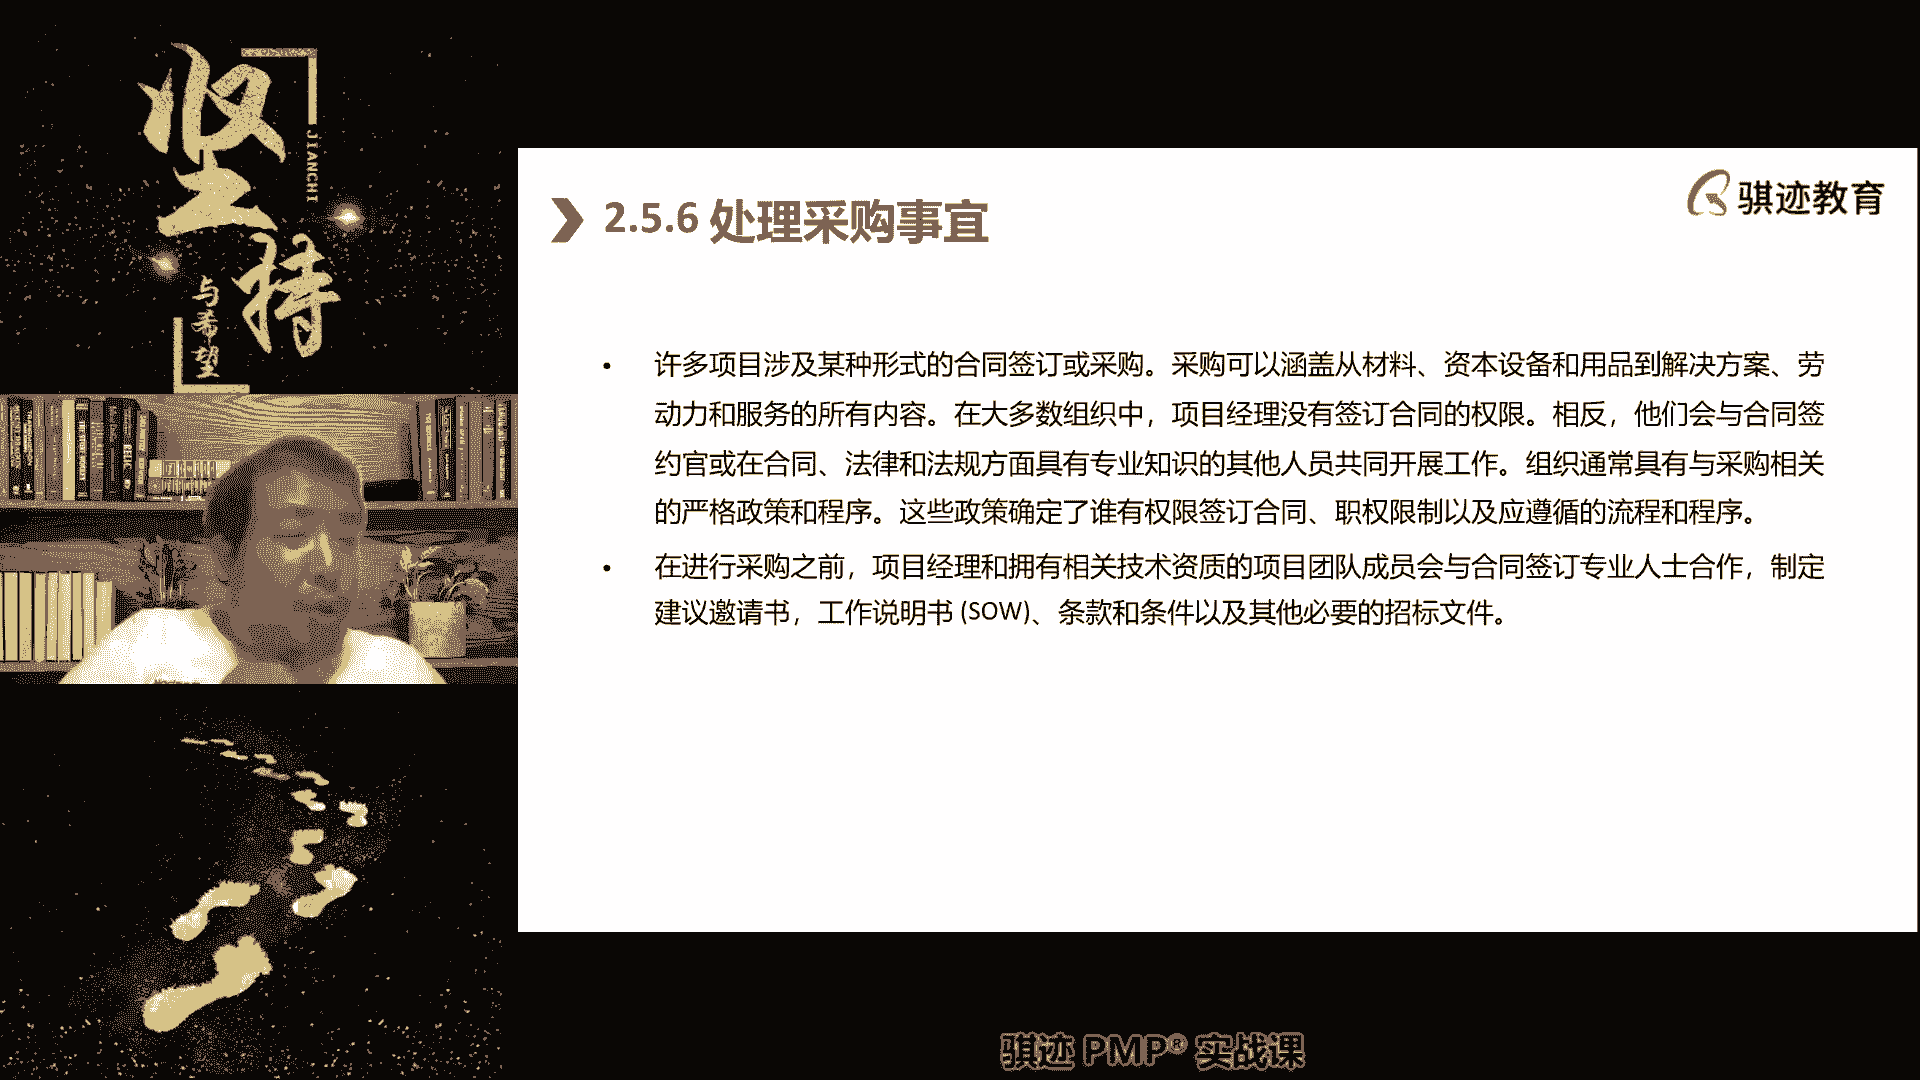 坚持
JIANCHI
与希望
骐迹教育
2.5.6 处理采购事宜
• 许多项目涉及某种形式的合同签订或采购。采购可以涵盖从材料、资本设备和用品到解决方案、劳
动力和服务的所有内容。在大多数组织中，项目经理没有签订合同的权限。相反，他们会与合同签
约官或在合同、法律和法规方面具有专业知识的其他人员共同开展工作。组织通常具有与采购相关
的严格政策和程序。这些政策确定了谁有权限签订合同、职权限制以及应遵循的流程和程序。
• 在进行采购之前，项目经理和拥有相关技术资质的项目团队成员会与合同签订专业人士合作，制定
建议邀请书，工作说明书 (SOW)、条款和条件以及其他必要的招标文件。
骐迹 PMP® 实战课